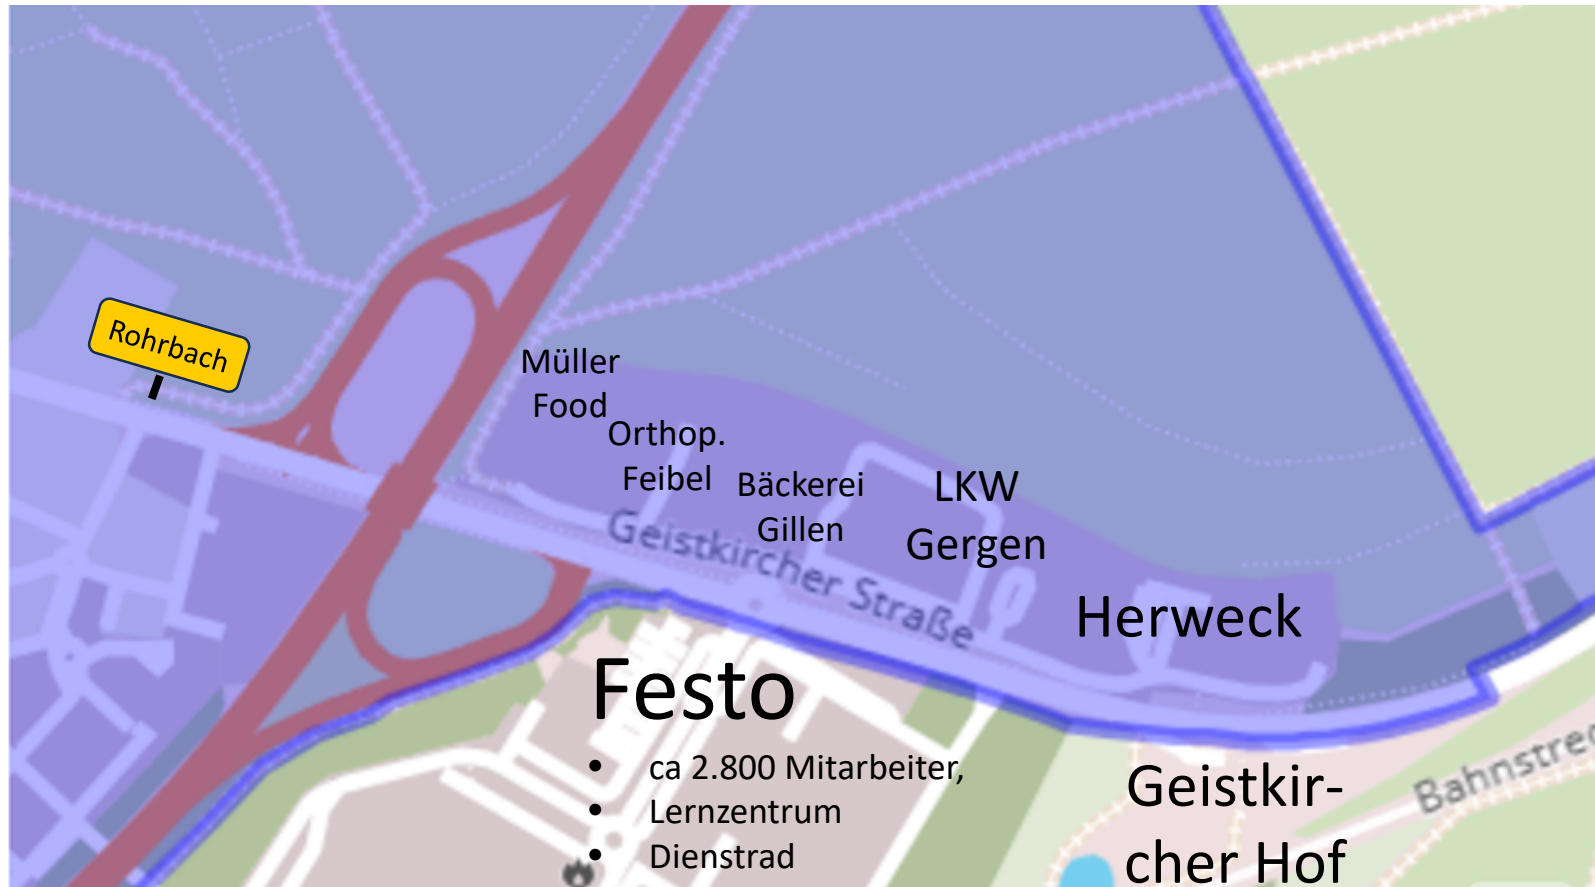 Rohrbach
Müller
Food
Orthop.
Feibel
Bäckerei
Gillen
LKW
Gergen
Geistkircher Straße
Herweck
Festo
• ca 2.800 Mitarbeiter,
• Lernzentrum
• Dienstrad
Geistkir-
cher Hof